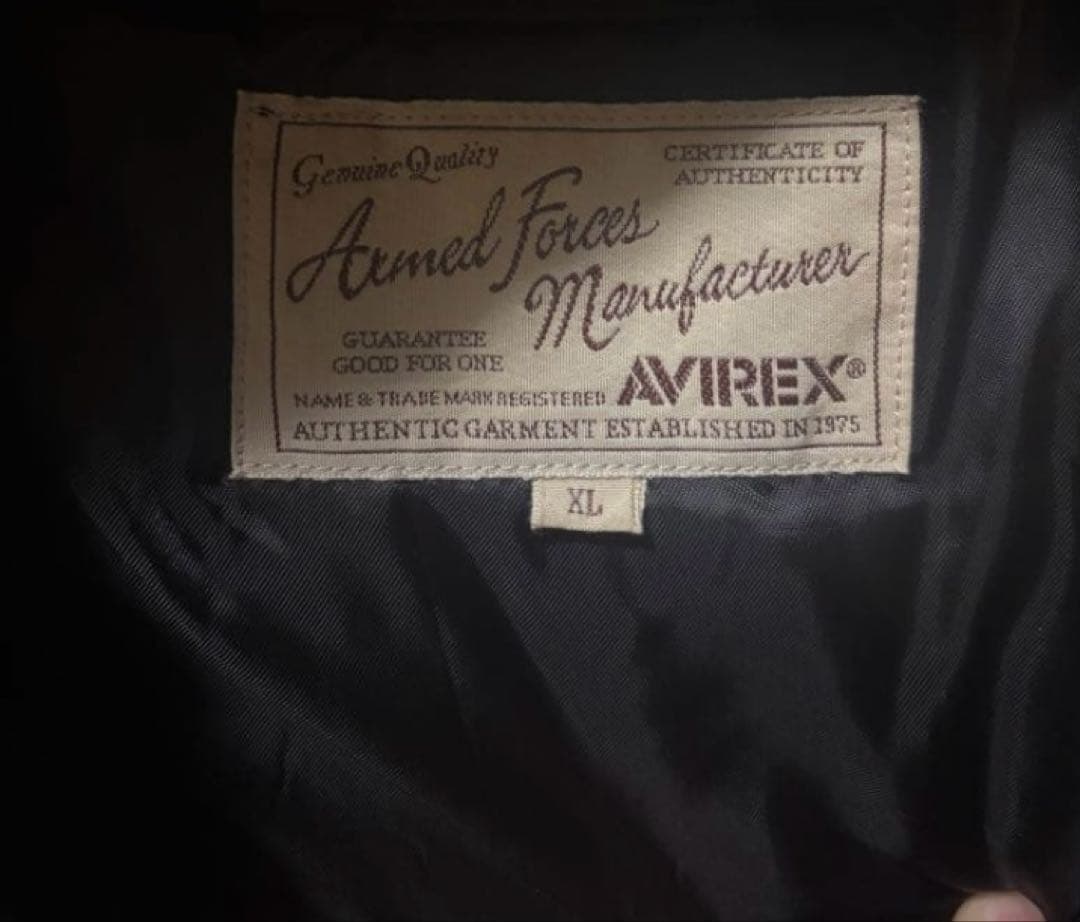 Genuine Quality
CERTIFICATE OF
AUTHENTICITY
Armed Forces
Manufacturer
GUARANTEE
GOOD FOR ONE
NAME & TRADE MARK REGISTERED
AVIREX®
AUTHENTIC GARMENT ESTABLISHED IN 1975
XL